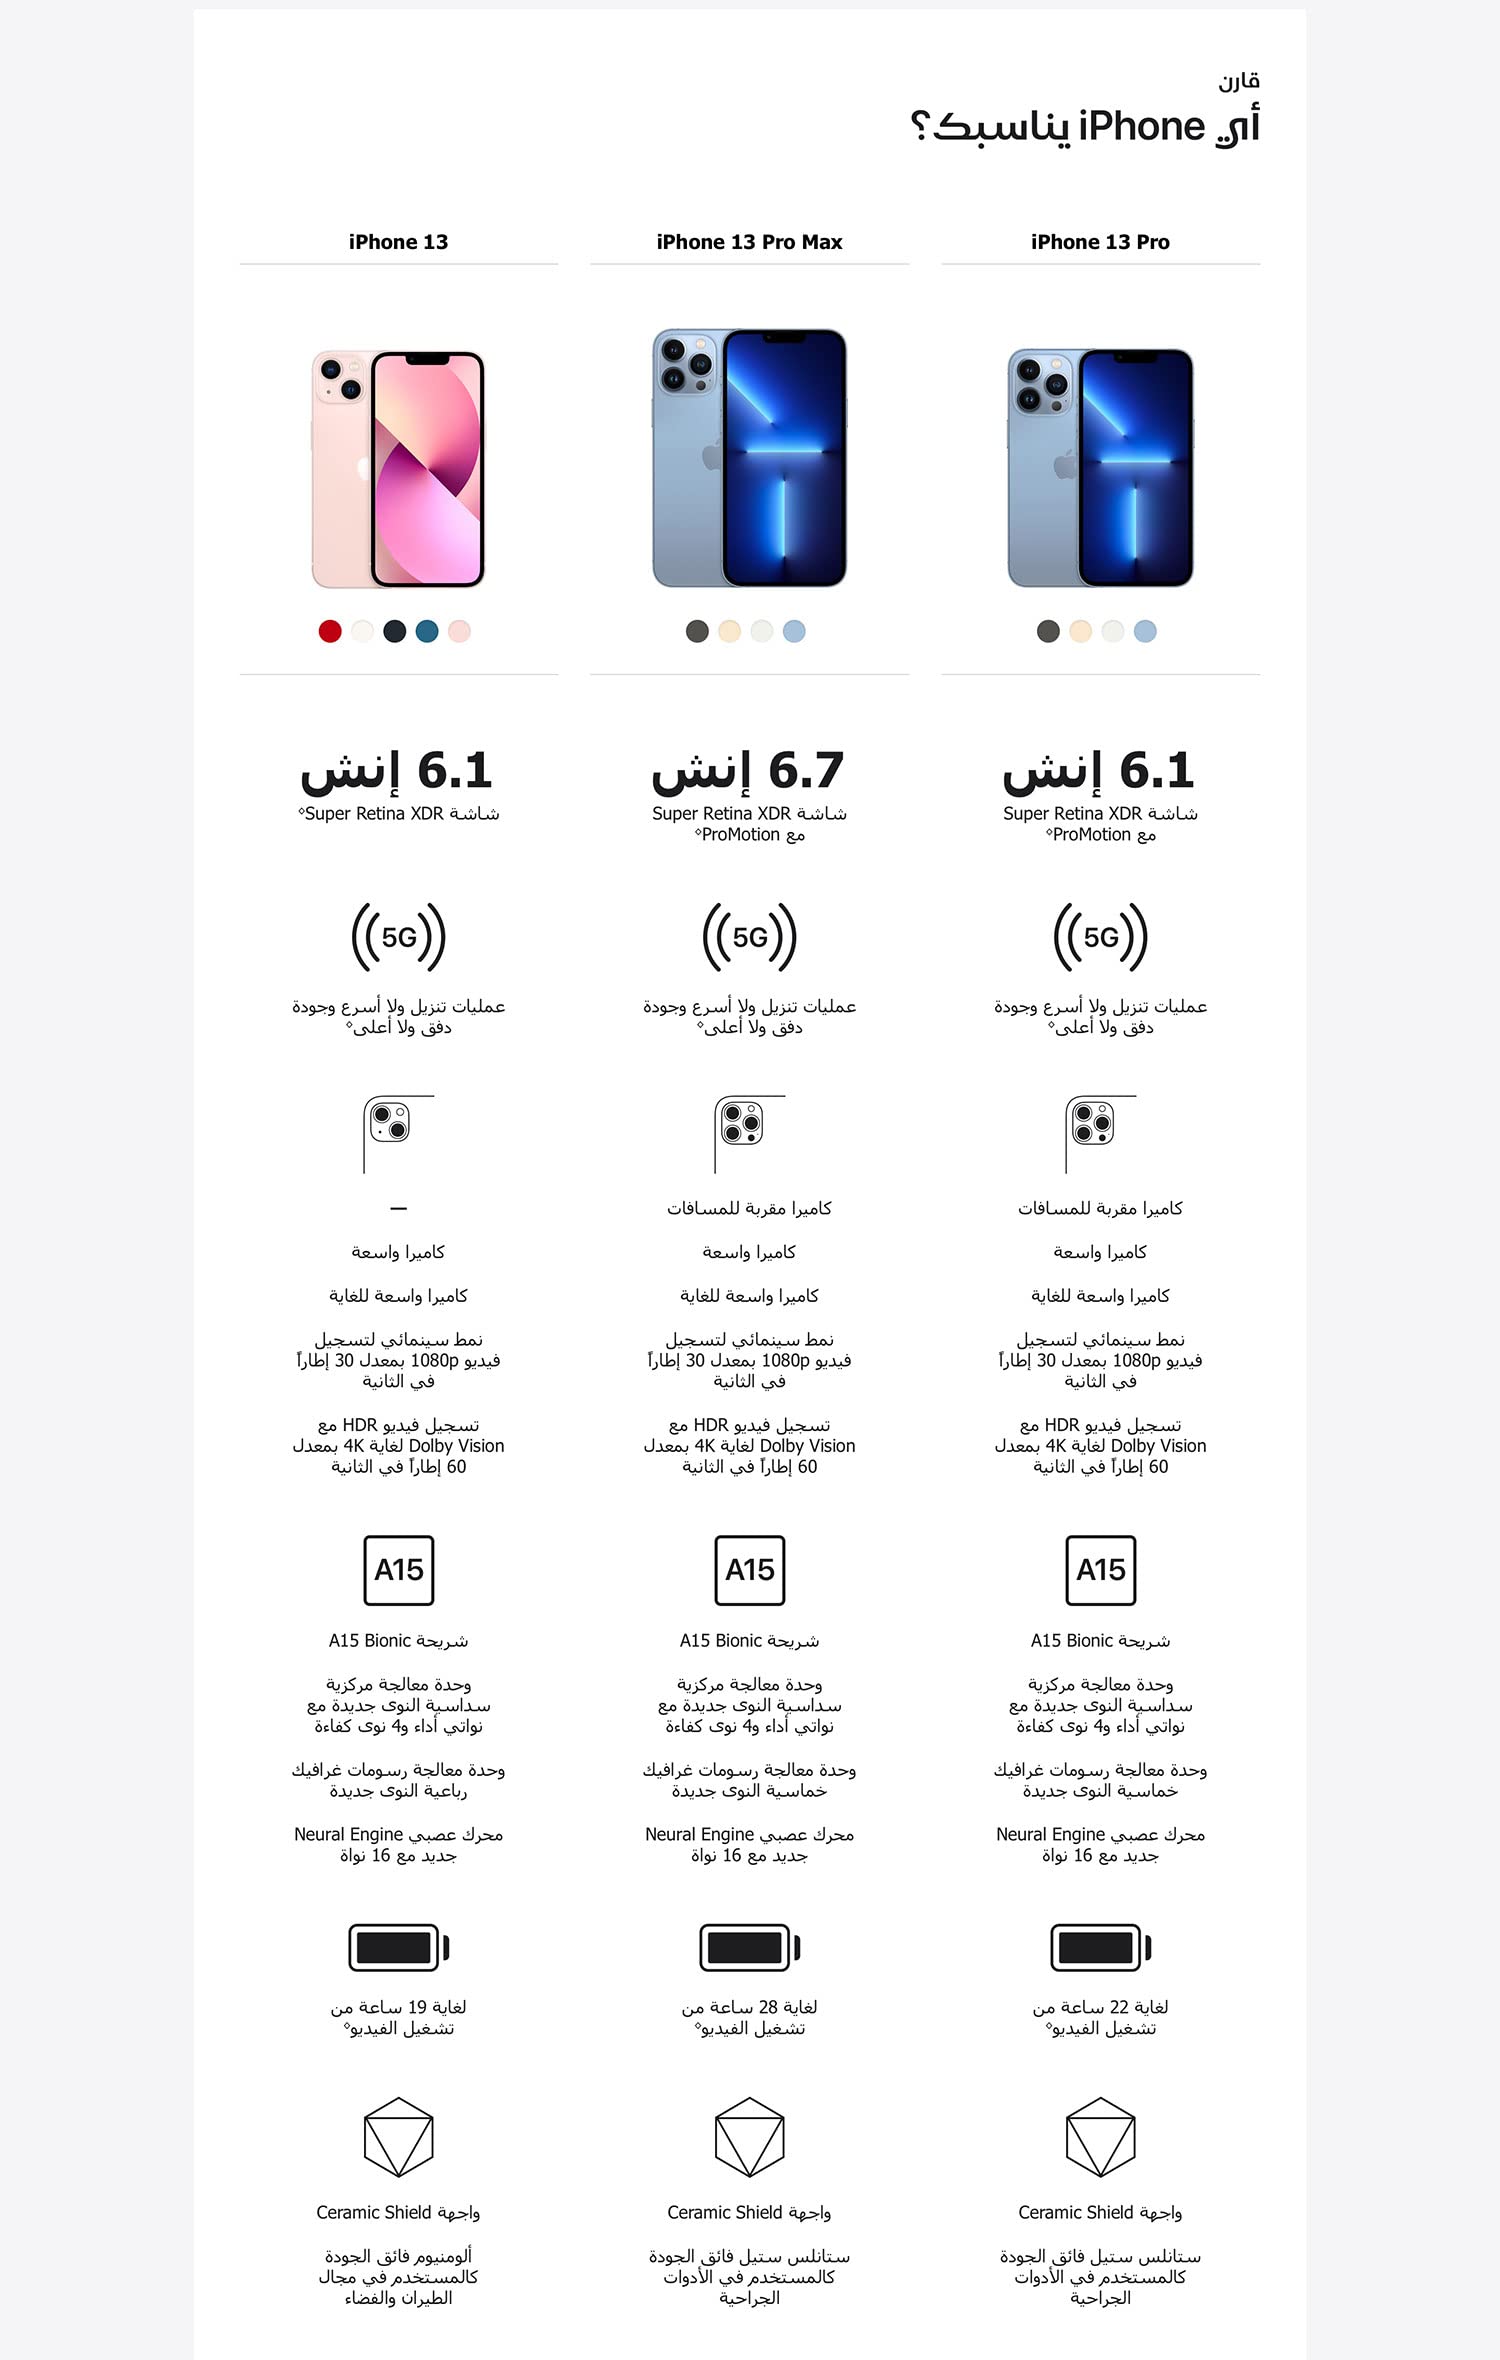 قارن
أي iPhone يناسبك؟
iPhone 13 Pro
iPhone 13 Pro Max
iPhone 13
6.1 إنش
شاشة Super Retina XDR
مع ProMotion◊
6.7 إنش
شاشة Super Retina XDR
مع ProMotion◊
6.1 إنش
شاشة Super Retina XDR◊
5G
5G
5G
عمليات تنزيل ولا أسرع وجودة
دفق ولا أعلى◊
عمليات تنزيل ولا أسرع وجودة
دفق ولا أعلى◊
عمليات تنزيل ولا أسرع وجودة
دفق ولا أعلى◊
كاميرا مقربة للمسافات
كاميرا مقربة للمسافات
—
كاميرا واسعة
كاميرا واسعة
كاميرا واسعة
كاميرا واسعة للغاية
كاميرا واسعة للغاية
كاميرا واسعة للغاية
نمط سينمائي لتسجيل
فيديو 1080p بمعدل 30 إطاراً
في الثانية
نمط سينمائي لتسجيل
فيديو 1080p بمعدل 30 إطاراً
في الثانية
نمط سينمائي لتسجيل
فيديو 1080p بمعدل 30 إطاراً
في الثانية
تسجيل فيديو HDR مع
Dolby Vision لغاية 4K بمعدل
60 إطاراً في الثانية
تسجيل فيديو HDR مع
Dolby Vision لغاية 4K بمعدل
60 إطاراً في الثانية
تسجيل فيديو HDR مع
Dolby Vision لغاية 4K بمعدل
60 إطاراً في الثانية
A15
A15
A15
شريحة A15 Bionic
شريحة A15 Bionic
شريحة A15 Bionic
وحدة معالجة مركزية
سداسية النوى جديدة مع
نواتي أداء و4 نوى كفاءة
وحدة معالجة مركزية
سداسية النوى جديدة مع
نواتي أداء و4 نوى كفاءة
وحدة معالجة مركزية
سداسية النوى جديدة مع
نواتي أداء و4 نوى كفاءة
وحدة معالجة رسومات غرافيك
خماسية النوى جديدة
وحدة معالجة رسومات غرافيك
خماسية النوى جديدة
وحدة معالجة رسومات غرافيك
رباعية النوى جديدة
محرك عصبي Neural Engine
جديد مع 16 نواة
محرك عصبي Neural Engine
جديد مع 16 نواة
محرك عصبي Neural Engine
جديد مع 16 نواة
لغاية 22 ساعة من
تشغيل الفيديو◊
لغاية 28 ساعة من
تشغيل الفيديو◊
لغاية 19 ساعة من
تشغيل الفيديو◊
واجهة Ceramic Shield
واجهة Ceramic Shield
واجهة Ceramic Shield
ستانلس ستيل فائق الجودة
كالمستخدم في الأدوات
الجراحية
ستانلس ستيل فائق الجودة
كالمستخدم في الأدوات
الجراحية
ألومنيوم فائق الجودة
كالمستخدم في مجال
الطيران والفضاء